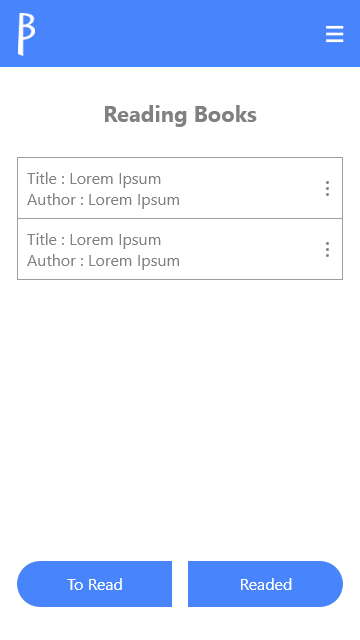 Reading Books
Title : Lorem Ipsum
Author : Lorem Ipsum
Title : Lorem Ipsum
Author : Lorem Ipsum
To Read
Readed